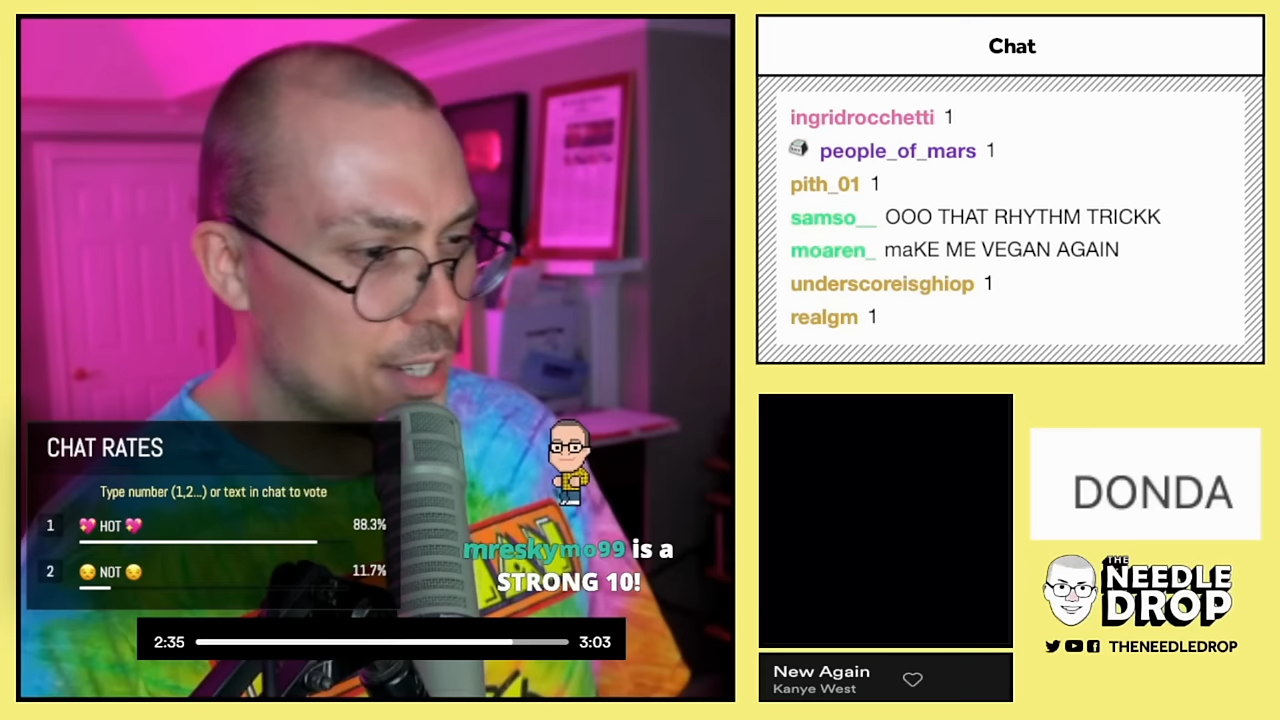 Chat
ingridrocchetti 1
people_of_mars 1
pith_01 1
samso__ OOO THAT RHYTHM TRICKK
moaren_ maKE ME VEGAN AGAIN
underscoreisghiop 1
realgm 1
CHAT RATES
Type number (1,2...) or text in chat to vote
1 💖 HOT 💖 88.3%
2 😒 NOT 😒 11.7%
mreskymo99 is a
STRONG 10!
2:35 3:03
New Again
Kanye West
DONDA
THE
NEEDLE
DROP
THENEEDLEDROP